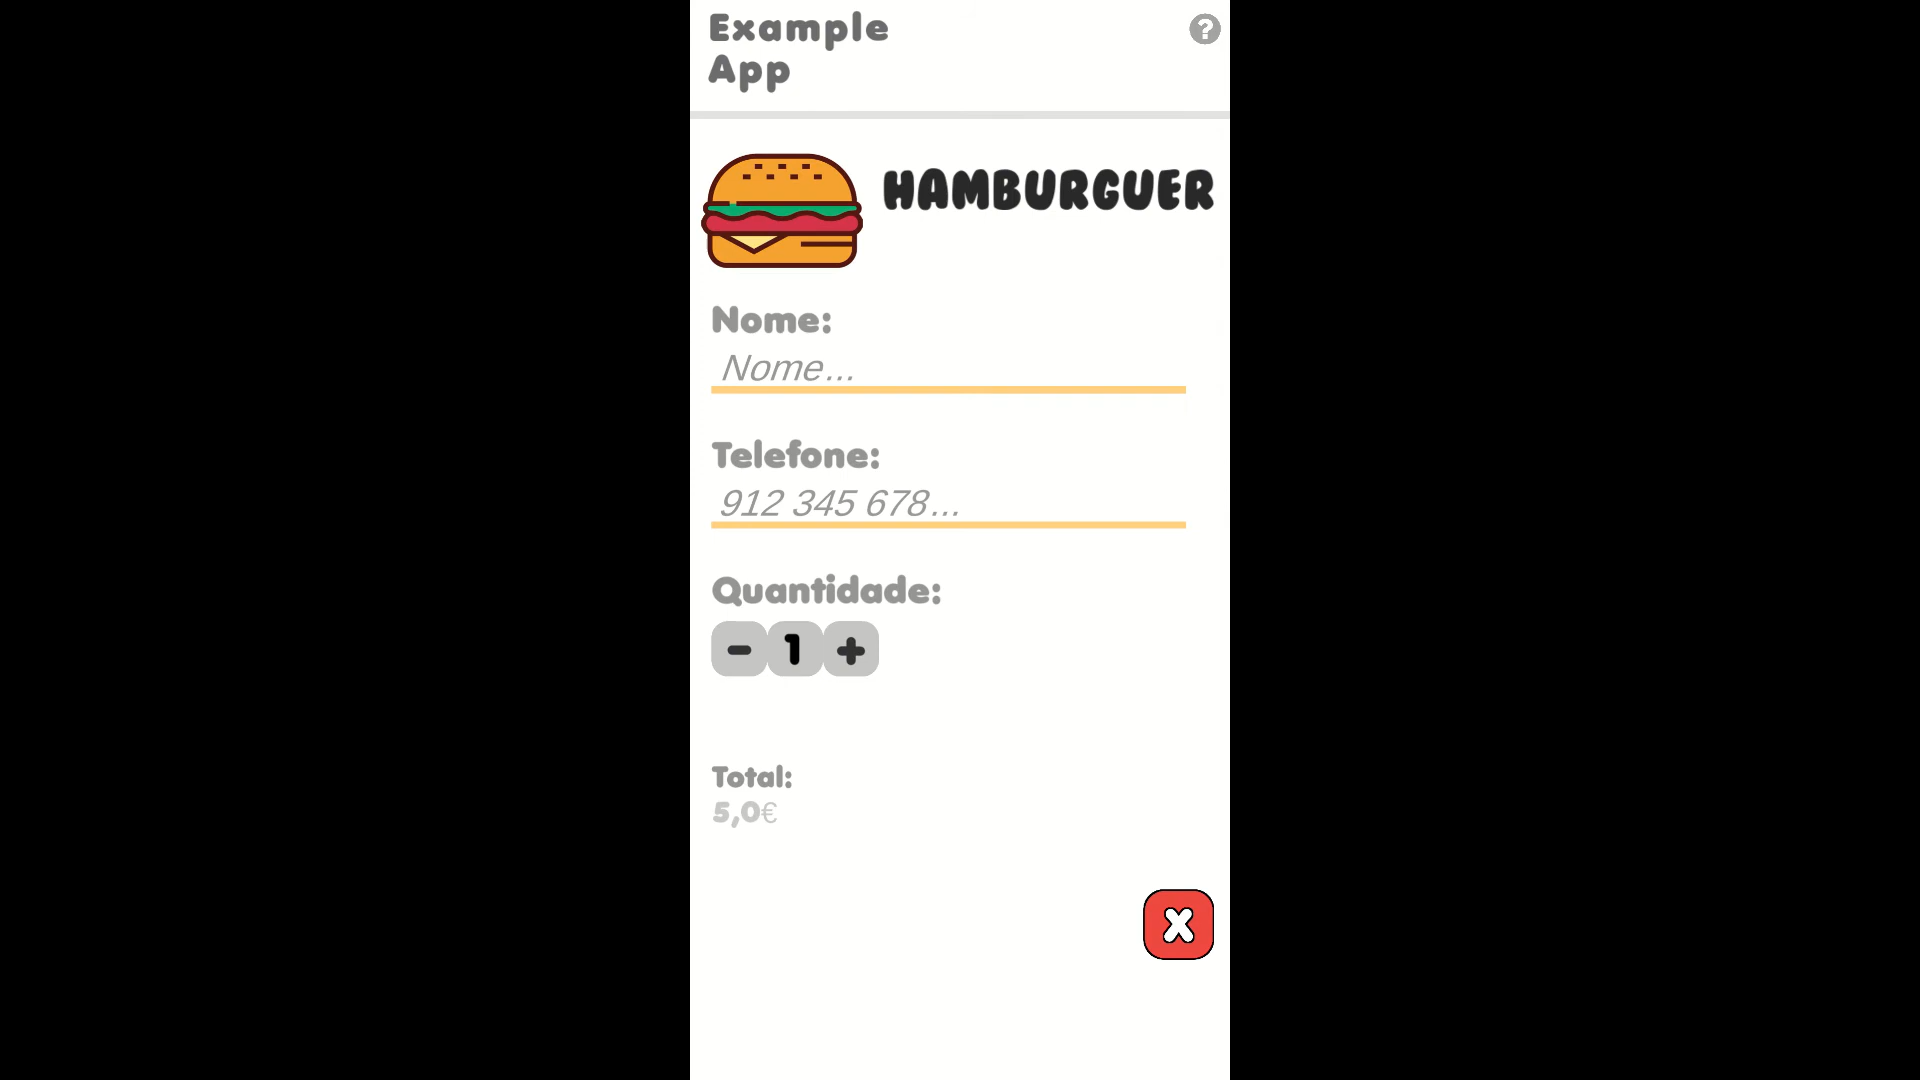 Example
App
?
HAMBURGUER
Nome:
Nome...
Telefone:
912 345 678...
Quantidade:
- 1 +
Total:
5,0€
X